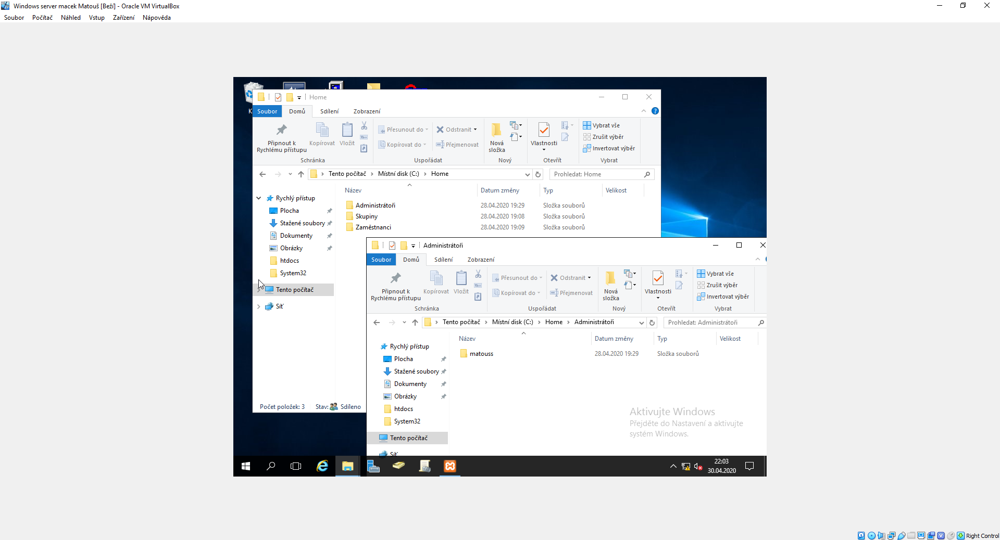 Windows server macek Matouš [Beží] - Oracle VM VirtualBox
Soubor Počítač Náhled Vstup Zařízení Nápověda
Home
K
Soubor Domů Sdílení Zobrazení
Připnout k Rychlému přístupu
Kopírovat
Vložit
Přesunout do
Kopírovat do
Odstranit
Přejmenovat
Nová složka
Vlastnosti
Vybrat vše
Zrušit výběr
Invertovat výběr
Schránka Uspořádat Nový Otevřít Vybrat
Tento počítač > Místní disk (C:) > Home
Prohledat: Home
Název Datum změny Typ Velikost
Administrátoři 28.04.2020 19:29 Složka souborů
Skupiny 28.04.2020 19:08 Složka souborů
Zaměstnanci 28.04.2020 19:09 Složka souborů
Rychlý přístup
Plocha
Stažené soubory
Dokumenty
Obrázky
htdocs
System32
Tento počítač
Síť
Počet položek: 3 Stav: Sdíleno
Administrátoři
Soubor Domů Sdílení Zobrazení
Připnout k Rychlému přístupu
Kopírovat
Vložit
Přesunout do
Kopírovat do
Odstranit
Přejmenovat
Nová složka
Vlastnosti
Vybrat vše
Zrušit výběr
Invertovat výběr
Schránka Uspořádat Nový Otevřít Vybrat
Tento počítač > Místní disk (C:) > Home > Administrátoři
Prohledat: Administrátoři
Název Datum změny Typ Velikost
matouss 28.04.2020 19:29 Složka souborů
Rychlý přístup
Plocha
Stažené soubory
Dokumenty
Obrázky
htdocs
System32
Tento počítač
Síť
Aktivujte Windows
Přejděte do Nastavení a aktivujte
systém Windows.
22:03
30.04.2020
Right Control